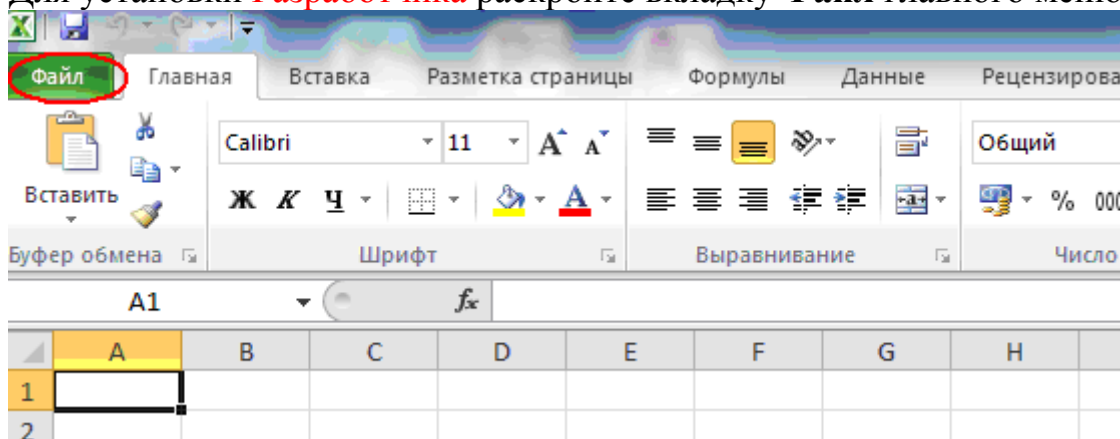 Для установки Разработчика раскройте вкладку Файл главного меню
Файл Главная Вставка Разметка страницы Формулы Данные
Calibri 11 А А Общий
Вставить Ж К Ч % 000
Буфер обмена Шрифт Выравнивание Число
A1 fx
A B C D E F G H
1
2